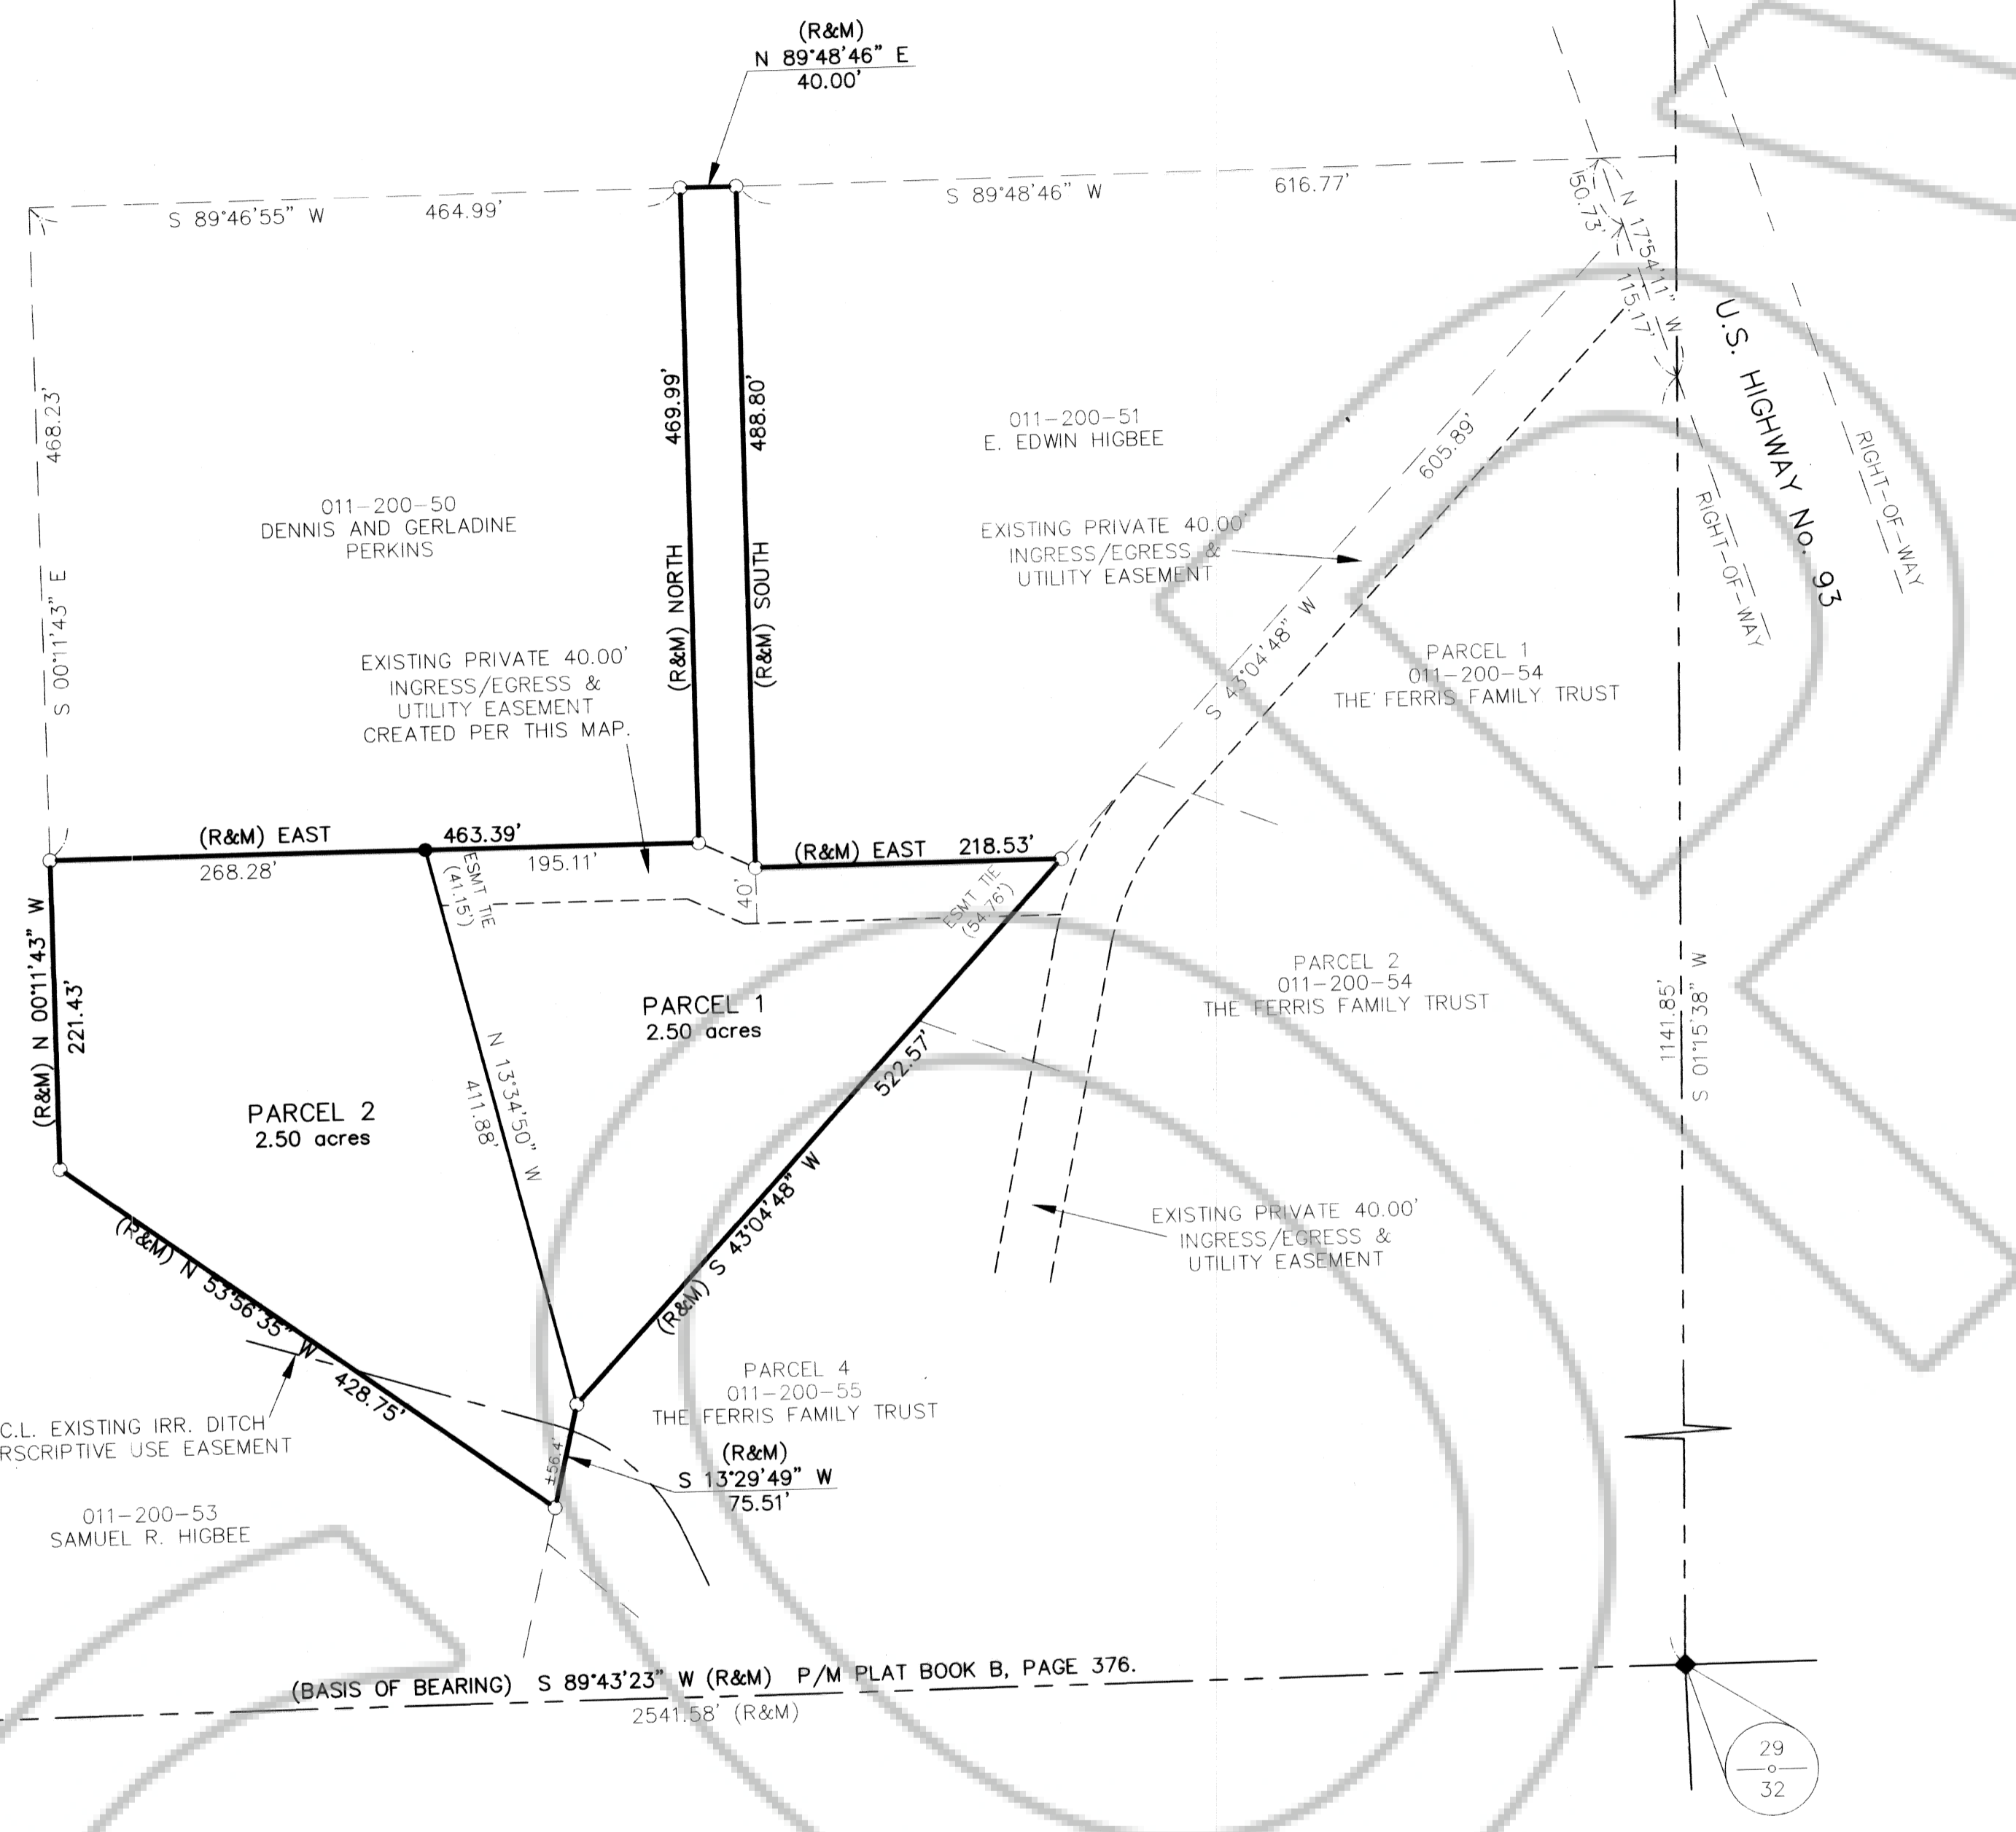 (R&M)
N 89°48'46" E
40.00'
S 89°46'55" W 464.99'
S 89°48'46" W 616.77'
150.73'
N 17°54'11" W
115.17'
U.S. HIGHWAY No. 93
RIGHT-OF-WAY
RIGHT-OF-WAY
468.23'
S 00°11'43" E
469.99'
(R&M) NORTH
488.80'
(R&M) SOUTH
011-200-51
E. EDWIN HIGBEE
605.89'
S 43°04'48" W
011-200-50
DENNIS AND GERLADINE
PERKINS
EXISTING PRIVATE 40.00'
INGRESS/EGRESS &
UTILITY EASEMENT
EXISTING PRIVATE 40.00'
INGRESS/EGRESS &
UTILITY EASEMENT
CREATED PER THIS MAP.
PARCEL 1
011-200-54
THE FERRIS FAMILY TRUST
(R&M) EAST 463.39'
268.28'
195.11'
ESMT TIE
(41.15')
40'
(R&M) EAST 218.53'
ESMT TIE
(54.76')
(R&M) N 00°11'43" W
221.43'
PARCEL 1
2.50 acres
PARCEL 2
011-200-54
THE FERRIS FAMILY TRUST
1141.85'
S 01°15'38" W
N 13°34'50" W
411.88'
522.57'
(R&M) S 43°04'48" W
PARCEL 2
2.50 acres
EXISTING PRIVATE 40.00'
INGRESS/EGRESS &
UTILITY EASEMENT
(R&M) N 53°56'35" W
428.75'
PARCEL 4
011-200-55
THE FERRIS FAMILY TRUST
C.L. EXISTING IRR. DITCH
RSCRIPTIVE USE EASEMENT
±56.4'
(R&M)
S 13°29'49" W
75.51'
011-200-53
SAMUEL R. HIGBEE
(BASIS OF BEARING) S 89°43'23" W (R&M) P/M PLAT BOOK B, PAGE 376.
2541.58' (R&M)
29
32